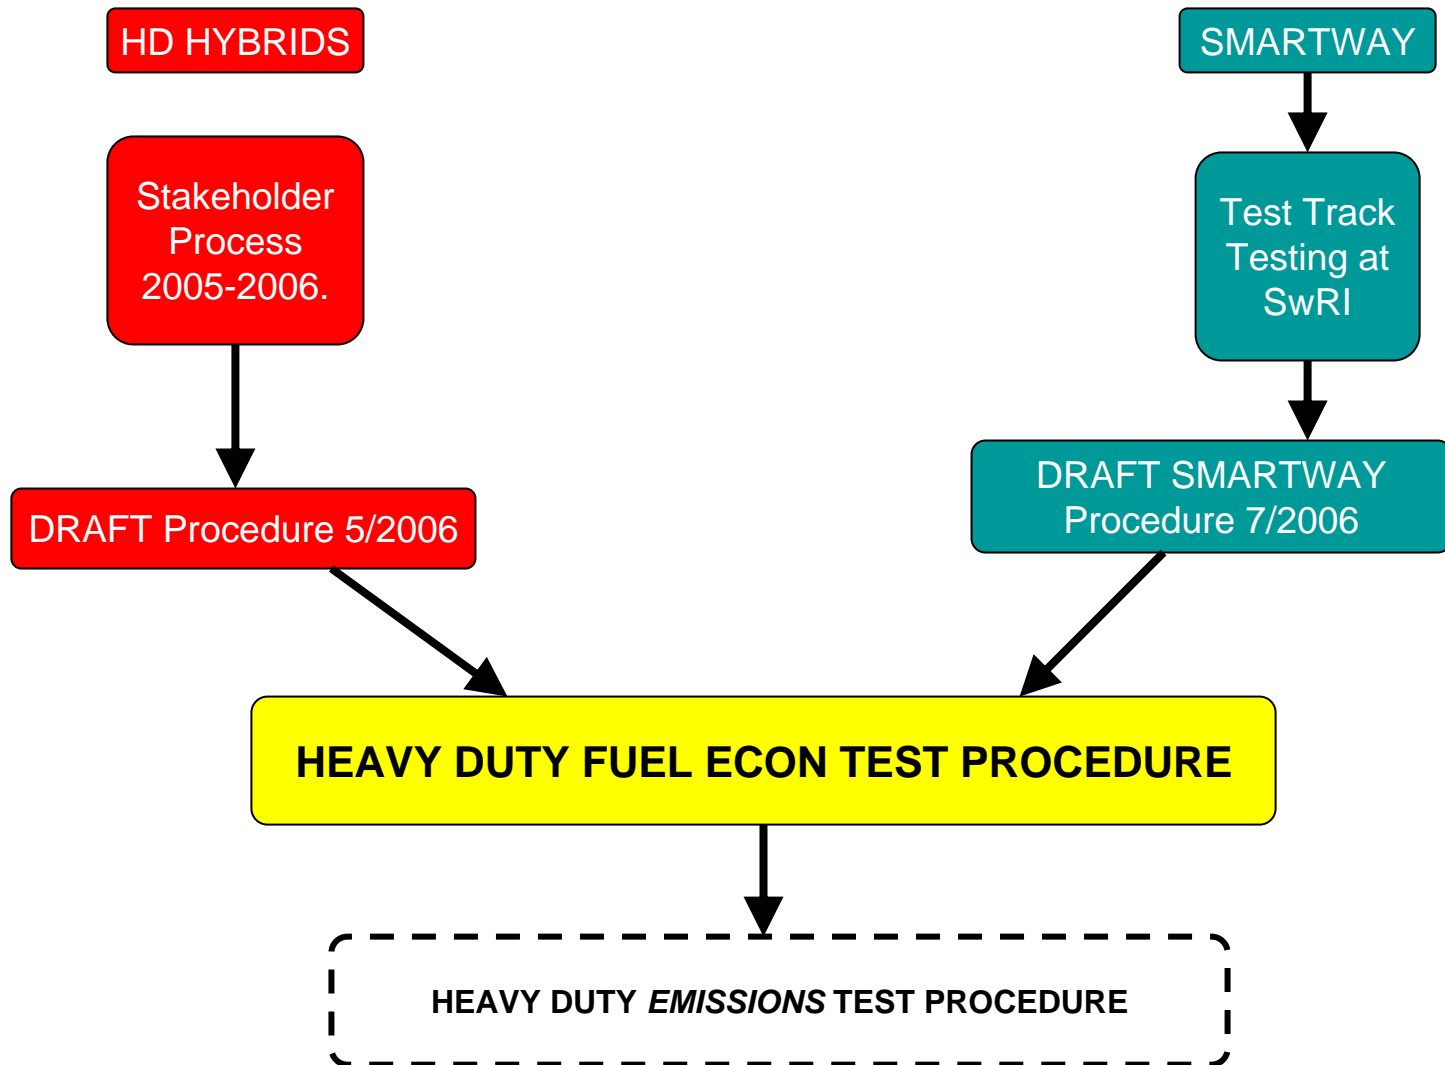 HD HYBRIDS
SMARTWAY
Stakeholder
Process
2005-2006.
Test Track
Testing at
SwRI
DRAFT Procedure 5/2006
DRAFT SMARTWAY
Procedure 7/2006
HEAVY DUTY FUEL ECON TEST PROCEDURE
HEAVY DUTY EMISSIONS TEST PROCEDURE